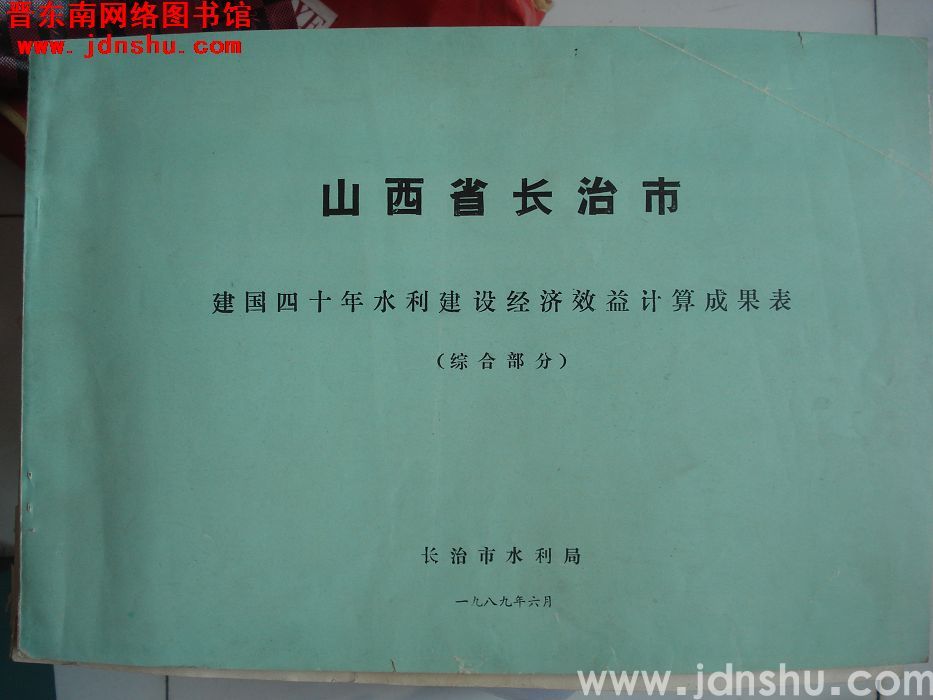 晋东南网络图书馆
www.jdnshu.com
山西省长治市
建国四十年水利建设经济效益计算成果表
（综合部分）
长治市水利局
一九八九年六月
www.jdnshu.com